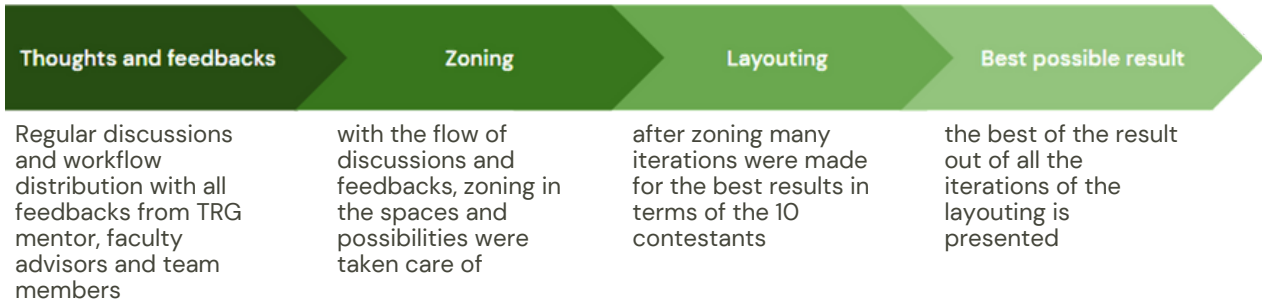 Thoughts and feedbacks
Zoning
Layouting
Best possible result
Regular discussions
and workflow
distribution with all
feedbacks from TRG
mentor, faculty
advisors and team
members
with the flow of
discussions and
feedbacks, zoning in
the spaces and
possibilities were
taken care of
after zoning many
iterations were made
for the best results in
terms of the 10
contestants
the best of the result
out of all the
iterations of the
layouting is
presented